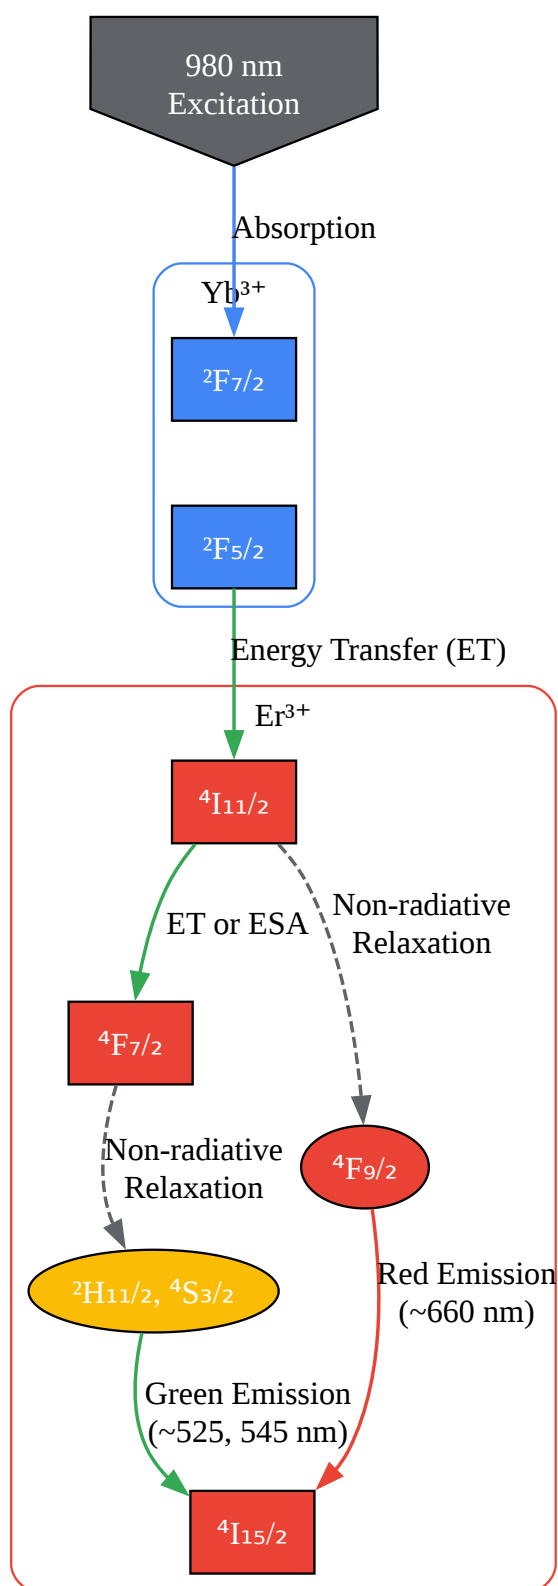 980 nm
Excitation
Absorption
Yb³⁺
²F₇/₂
²F₅/₂
Energy Transfer (ET)
Er³⁺
⁴I₁₁/₂
ET or ESA
Non-radiative
Relaxation
⁴F₇/₂
Non-radiative
Relaxation
⁴F₉/₂
²H₁₁/₂, ⁴S₃/₂
Red Emission
(~660 nm)
Green Emission
(~525, 545 nm)
⁴I₁₅/₂